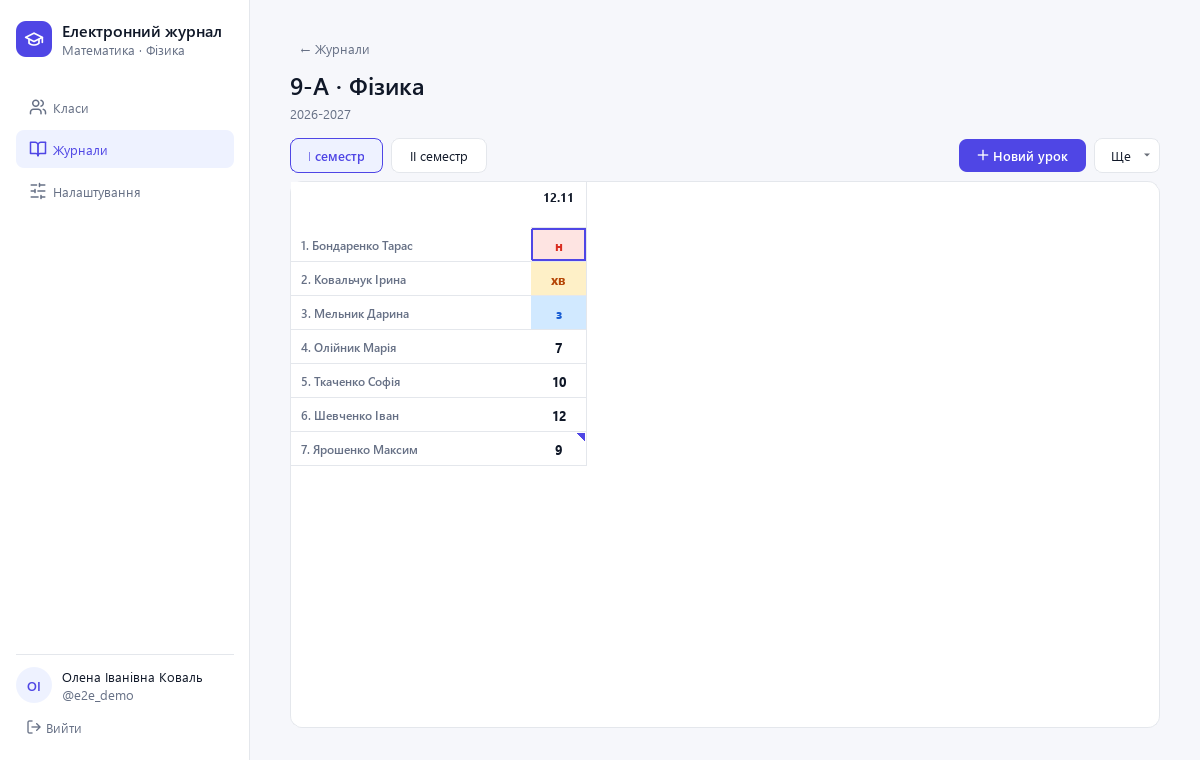 Електронний журнал
Математика · Фізика
Класи
Журнали
Налаштування
Олена Іванівна Коваль
ОІ
@e2e_demo
Вийти
← Журнали
9-А · Фізика
2026-2027
І семестр
ІІ семестр
Новий урок
Ще
12.11
1. Бондаренко Тарас н
2. Ковальчук Ірина хв
3. Мельник Дарина з
4. Олійник Марія 7
5. Ткаченко Софія 10
6. Шевченко Іван 12
7. Ярошенко Максим 9